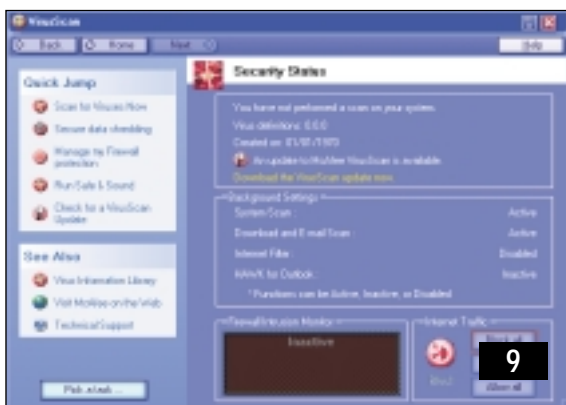 VirusScan
Back Home Next Help
Quick Jump
Scan for Viruses Now
Secure data shredding
Manage my Firewall
protection
Run Safe & Sound
Check for a VirusScan
Update
See Also
Virus Information Library
Visit McAfee on the Web
Technical Support
Pick a task...
Security Status
You have not performed a scan on your system.
Virus definitions: 0.0.0
Created on: 01/01/1970
An update to McAfee VirusScan is available.
Download the VirusScan update now.
Background Settings
System Scan: Active
Download and E-mail Scan: Active
Internet Filter: Disabled
HAWK for Outlook: Inactive
*Functions can be Active, Inactive, or Disabled
Firewall Intrusion Monitor
Inactive
Internet Traffic
Block all
Allow all
9